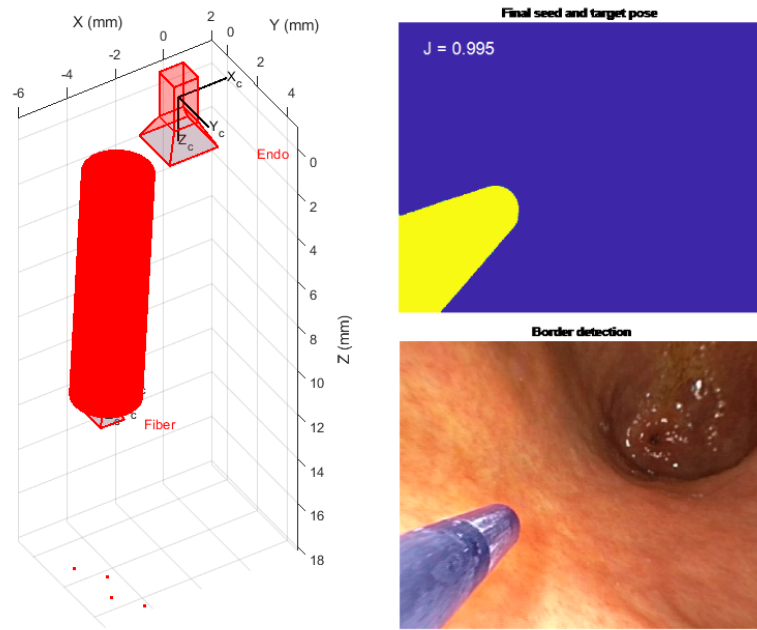 X (mm)
2
0
-2
-4
-6
Y (mm)
0
2
4
X_c
Y_c
Z_c
Endo
0
2
4
6
8
10
12
14
16
18
Z (mm)
Fiber
Final seed and target pose
J = 0.995
Border detection